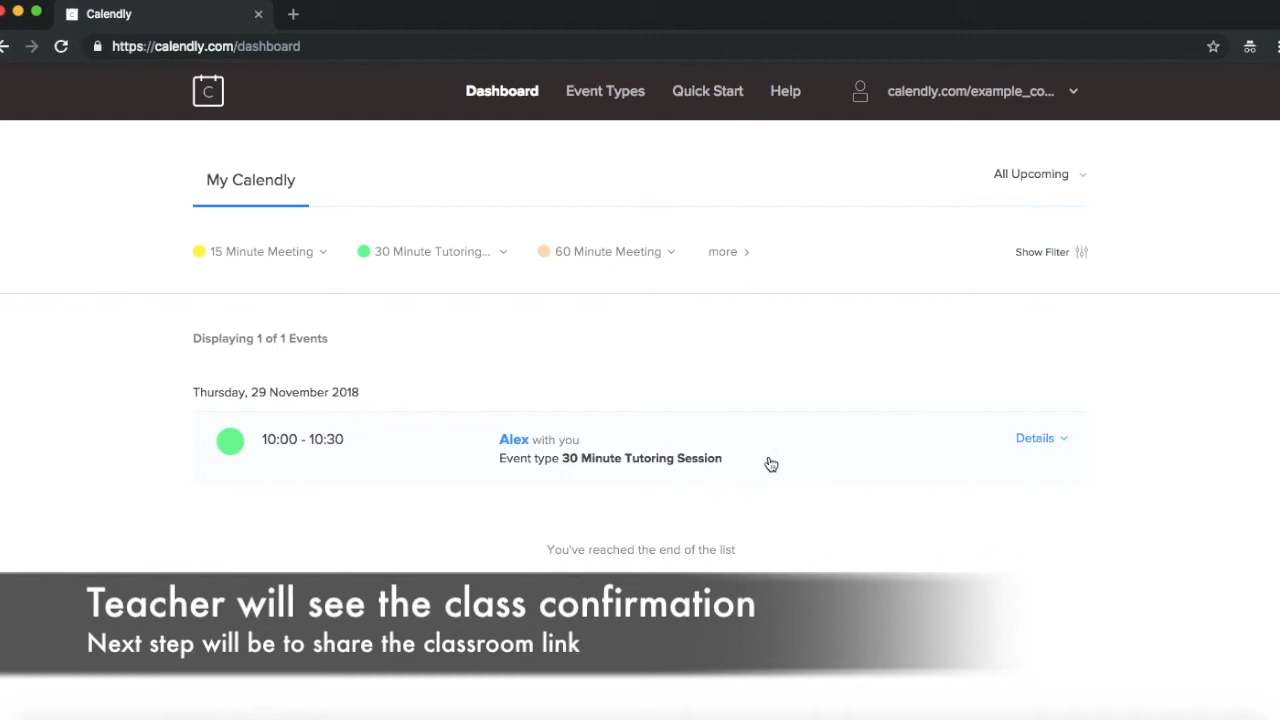 Calendly
https://calendly.com/dashboard
C
Dashboard Event Types Quick Start Help calendly.com/example_co...
My Calendly
All Upcoming
15 Minute Meeting 30 Minute Tutoring... 60 Minute Meeting more Show Filter
Displaying 1 of 1 Events
Thursday, 29 November 2018
10:00 - 10:30 Alex with you Details
Event type 30 Minute Tutoring Session
You've reached the end of the list
Teacher will see the class confirmation
Next step will be to share the classroom link